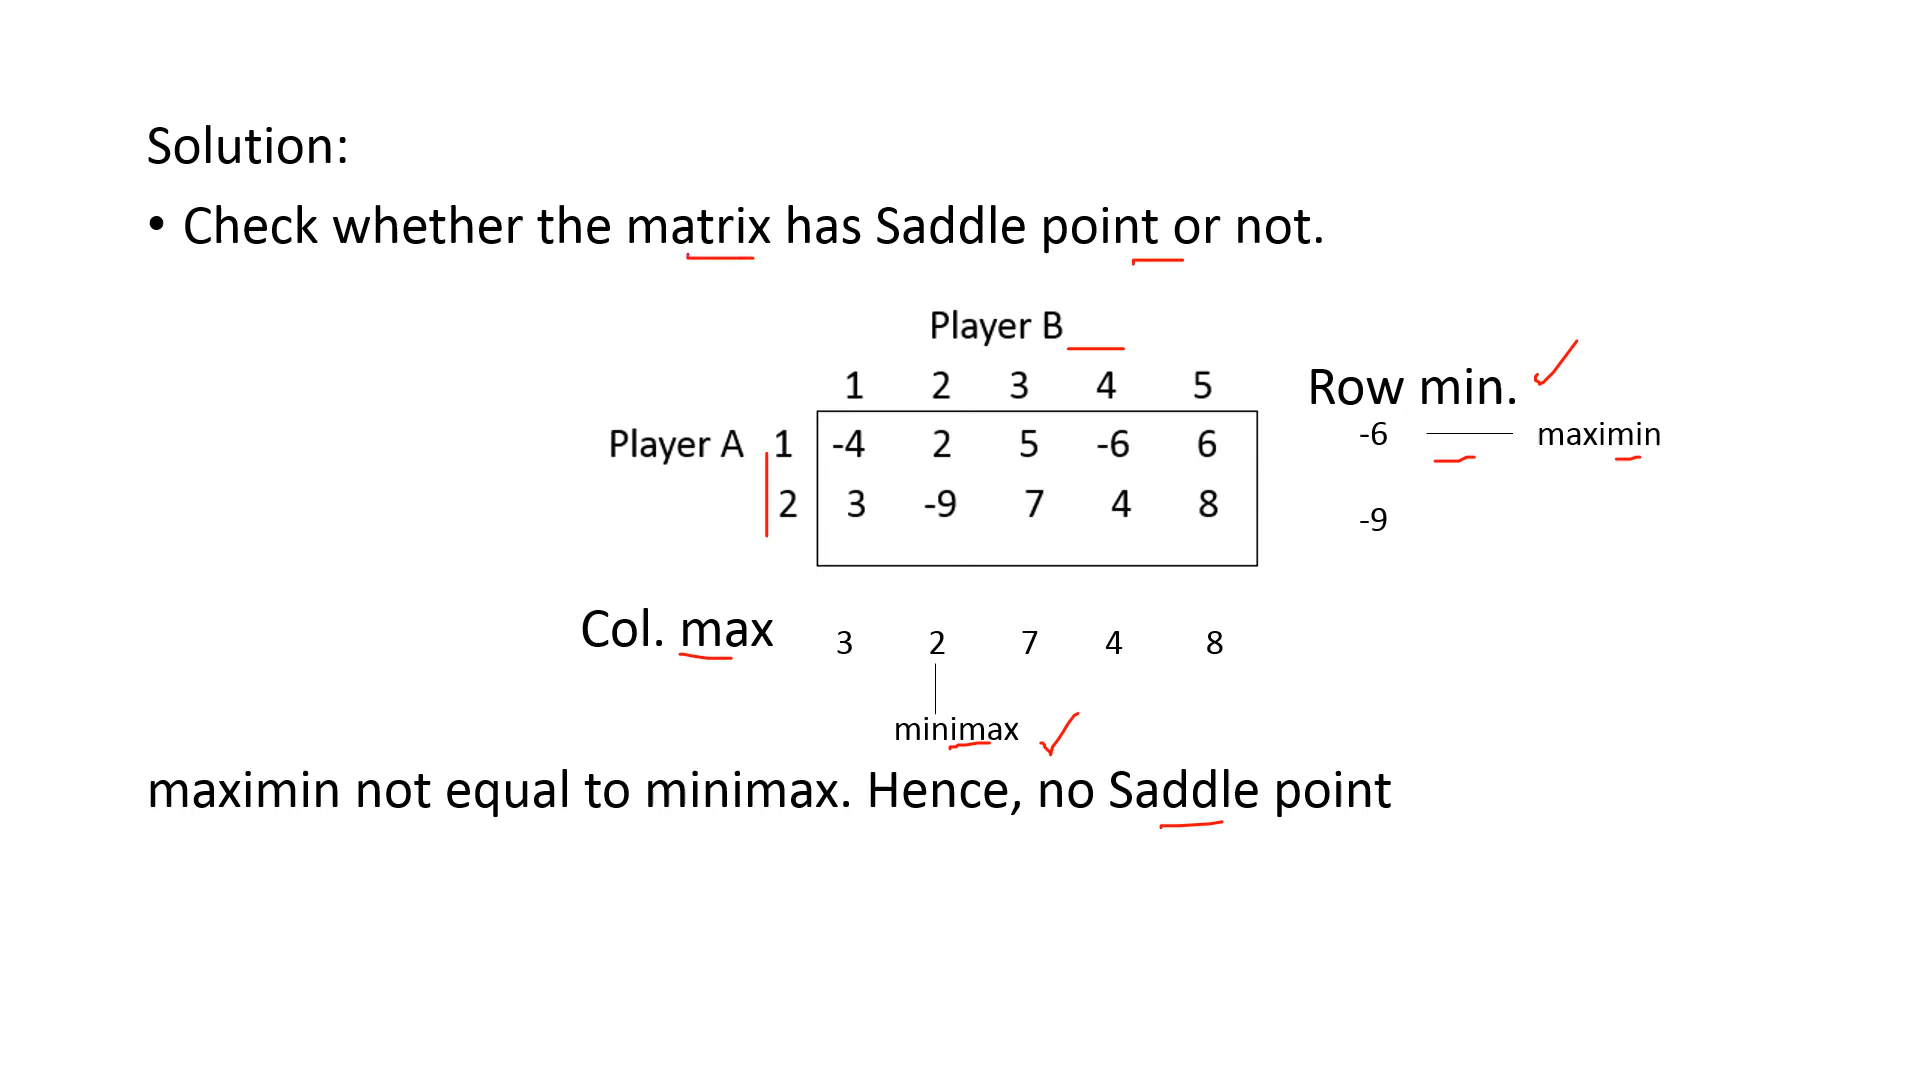 Solution:
• Check whether the matrix has Saddle point or not.
Player B
1 2 3 4 5 Row min.
Player A 1 -4 2 5 -6 6 -6 maximin
2 3 -9 7 4 8 -9
Col. max 3 2 7 4 8
minimax
maximin not equal to minimax. Hence, no Saddle point